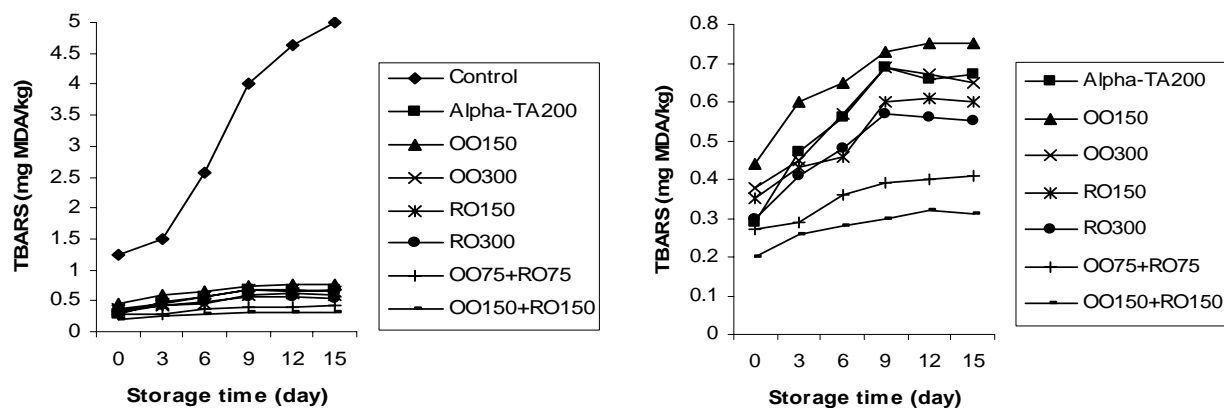 5
4.5
4
3.5
3
2.5
2
1.5
1
0.5
0
TBARS (mg MDA/kg)
0 3 6 9 12 15
Storage time (day)
Control
Alpha-TA200
OO150
OO300
RO150
RO300
OO75+RO75
OO150+RO150
0.8
0.7
0.6
0.5
0.4
0.3
0.2
0.1
0
TBARS (mg MDA/kg)
0 3 6 9 12 15
Storage time (day)
Alpha-TA200
OO150
OO300
RO150
RO300
OO75+RO75
OO150+RO150